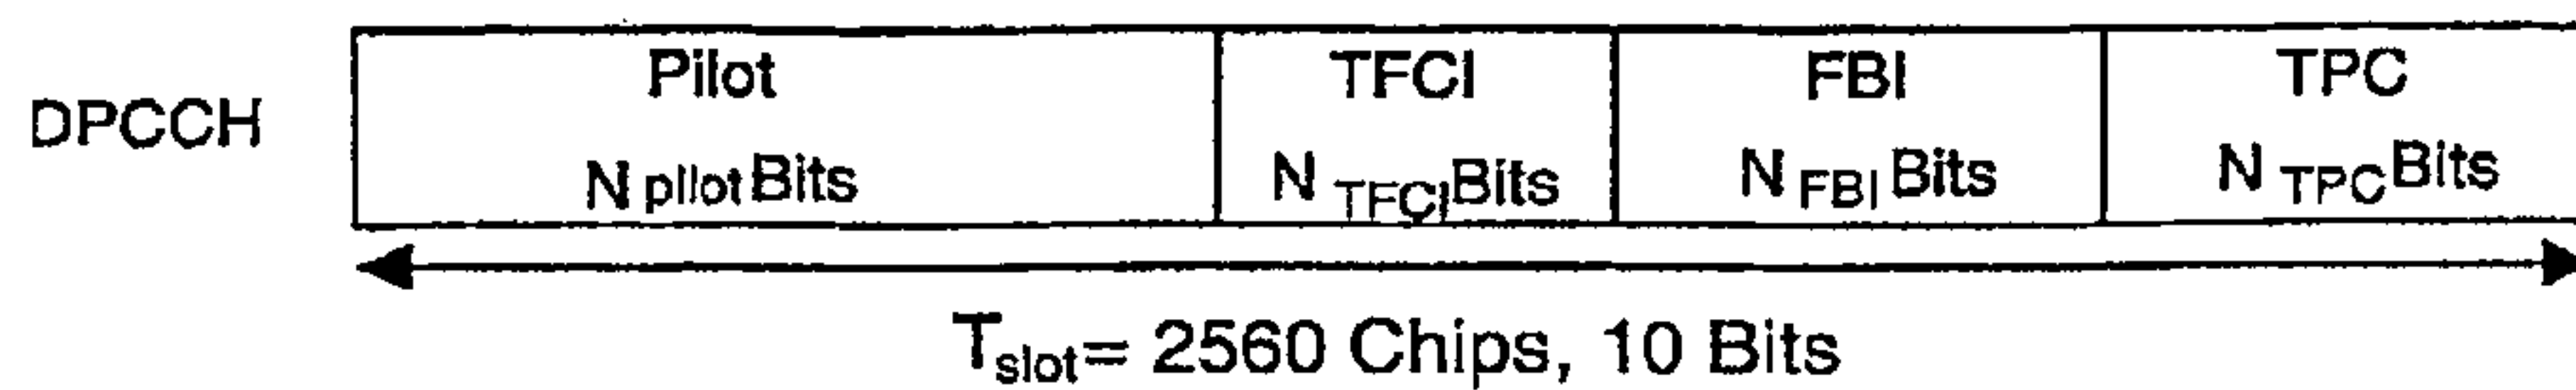 DPCCH
Pilot
N pilot Bits
TFCI
N TFCI Bits
FBI
N FBI Bits
TPC
N TPC Bits
Tslot= 2560 Chips, 10 Bits